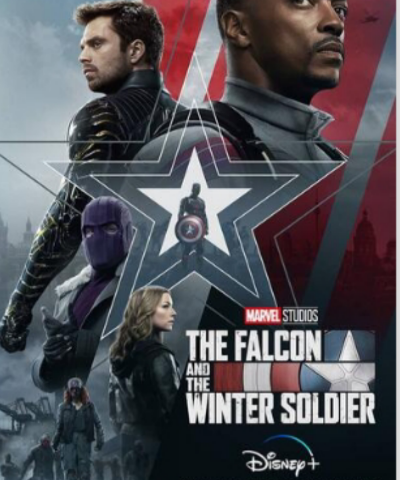 MARVEL STUDIOS
THE FALCON
AND
THE
WINTER SOLDIER
Disney+